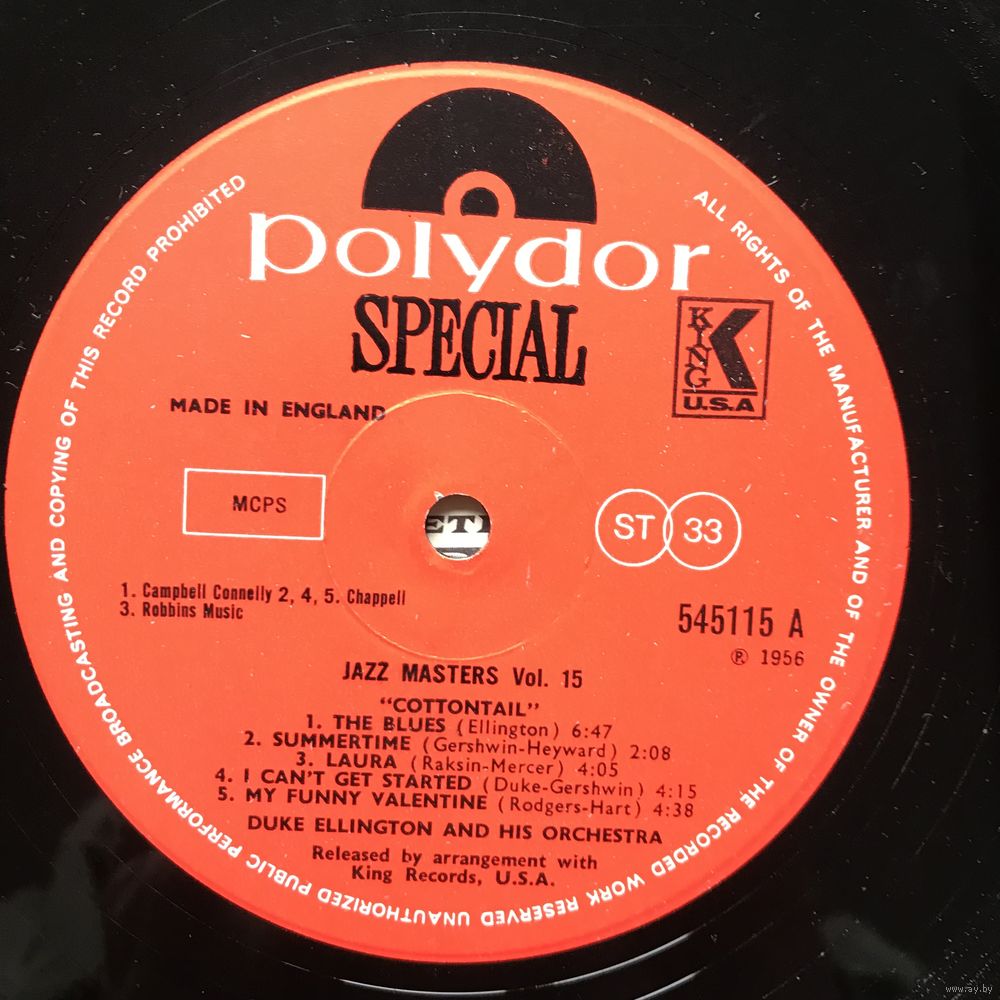 polydor
SPECIAL
KING
K
U.S.A
MADE IN ENGLAND
MCPS
ST 33
1. Campbell Connelly 2, 4, 5. Chappell
3. Robbins Music
545115 A
℗ 1956
JAZZ MASTERS Vol. 15
“COTTONTAIL”
1. THE BLUES (Ellington) 6:47
2. SUMMERTIME (Gershwin-Heyward) 2:08
3. LAURA (Raksin-Mercer) 4:05
4. I CAN'T GET STARTED (Duke-Gershwin) 4:15
5. MY FUNNY VALENTINE (Rodgers-Hart) 4:38
DUKE ELLINGTON AND HIS ORCHESTRA
Released by arrangement with
King Records, U.S.A.
ALL RIGHTS OF THE MANUFACTURER AND OF THE OWNER OF THE RECORDED WORK RESERVED UNAUTHORIZED PUBLIC PERFORMANCE BROADCASTING AND COPYING OF THIS RECORD PROHIBITED
www.ay.by